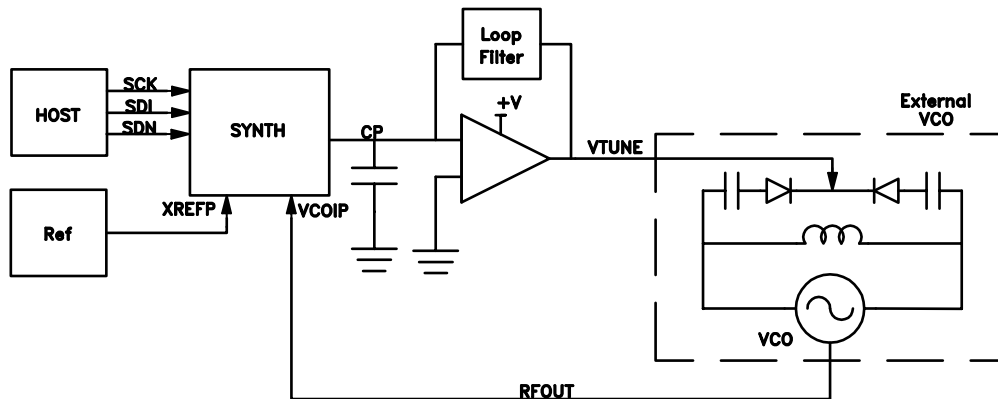 Loop
Filter
+V
External
VCO
HOST
SCK
SDI
SDN
SYNTH
CP
VTUNE
Ref
XREFP
VCOIP
VCO
RFOUT